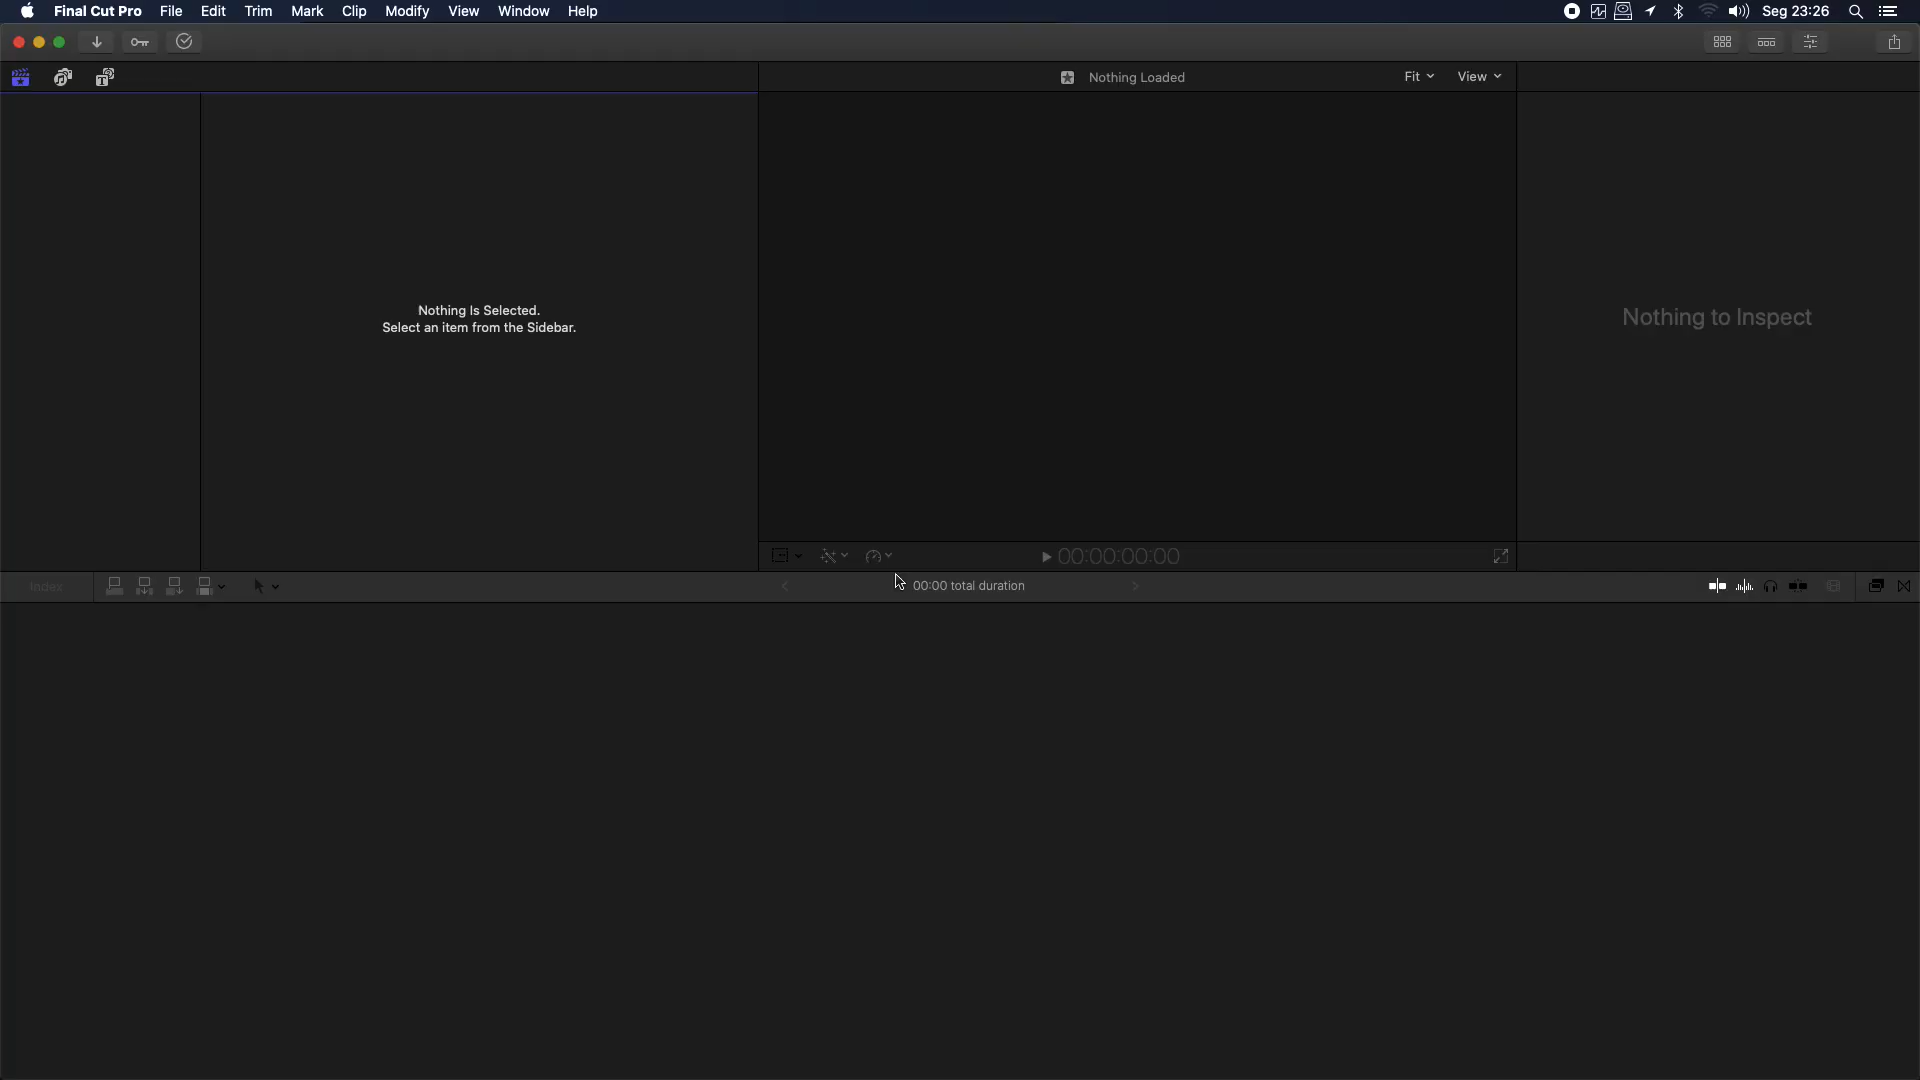 Final Cut Pro File Edit Trim Mark Clip Modify View Window Help Seg 23:26
Nothing Loaded Fit View
Nothing Is Selected.
Select an item from the Sidebar.
Nothing to Inspect
00:00:00:00
Index 00:00 total duration